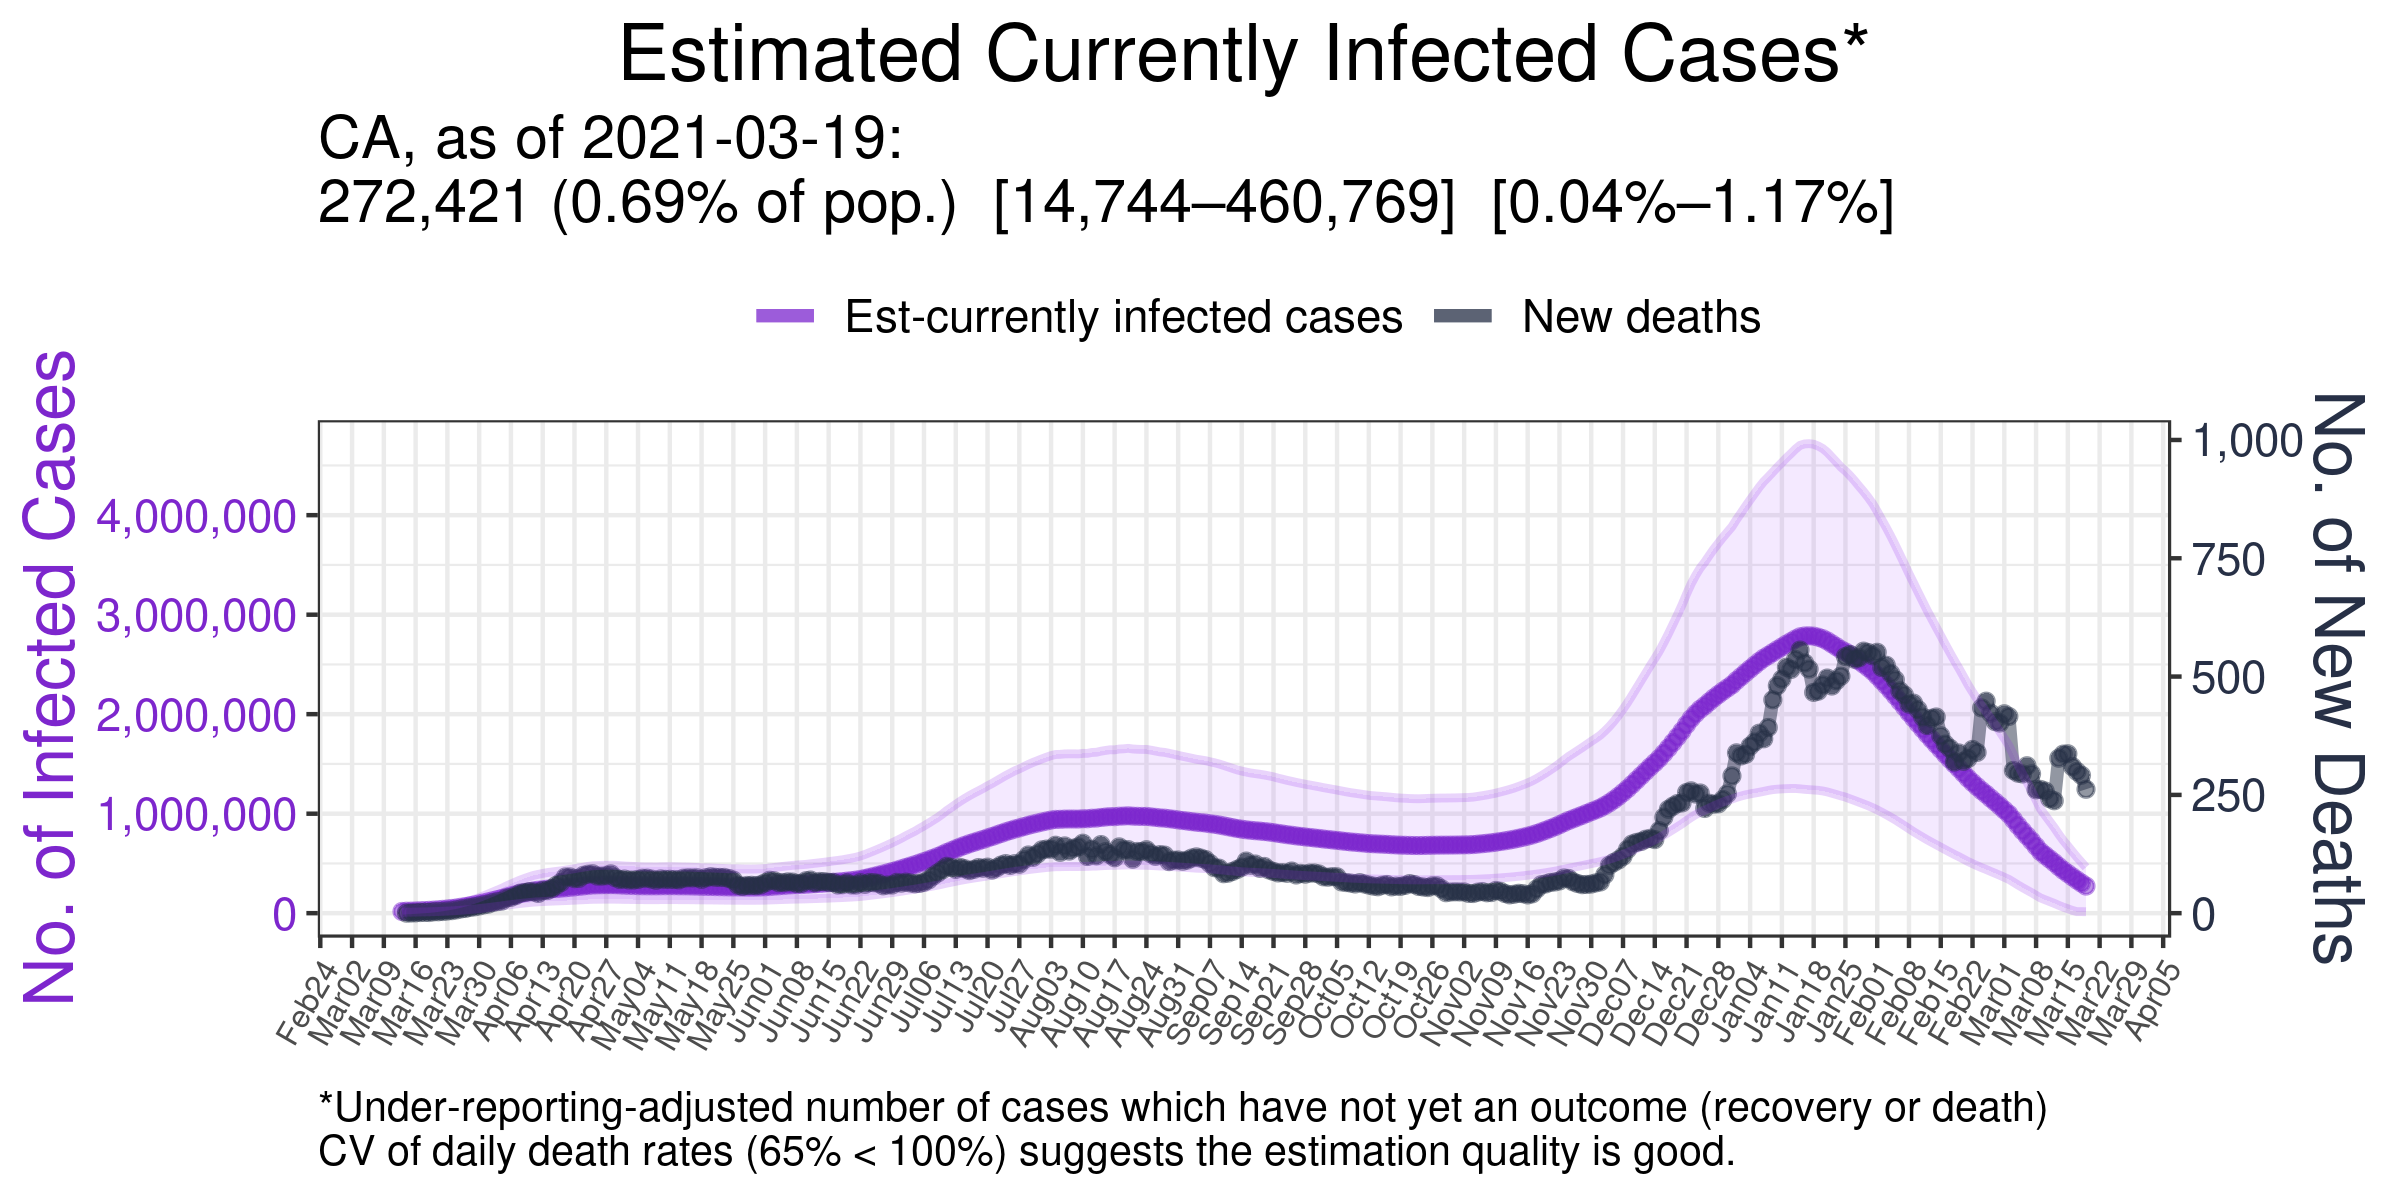 Estimated Currently Infected Cases*
CA, as of 2021-03-19:
272,421 (0.69% of pop.)  [14,744–460,769]  [0.04%–1.17%]
Est-currently infected cases
New deaths
No. of Infected Cases
4,000,000
3,000,000
2,000,000
1,000,000
0
1,000
750
500
250
0
No. of New Deaths
Feb24
Mar02
Mar09
Mar16
Mar23
Mar30
Apr06
Apr13
Apr20
Apr27
May04
May11
May18
May25
Jun01
Jun08
Jun15
Jun22
Jun29
Jul06
Jul13
Jul20
Jul27
Aug03
Aug10
Aug17
Aug24
Aug31
Sep07
Sep14
Sep21
Sep28
Oct05
Oct12
Oct19
Oct26
Nov02
Nov09
Nov16
Nov23
Nov30
Dec07
Dec14
Dec21
Dec28
Jan04
Jan11
Jan18
Jan25
Feb01
Feb08
Feb15
Feb22
Mar01
Mar08
Mar15
Mar22
Mar29
Apr05
*Under-reporting-adjusted number of cases which have not yet an outcome (recovery or death)
CV of daily death rates (65% < 100%) suggests the estimation quality is good.